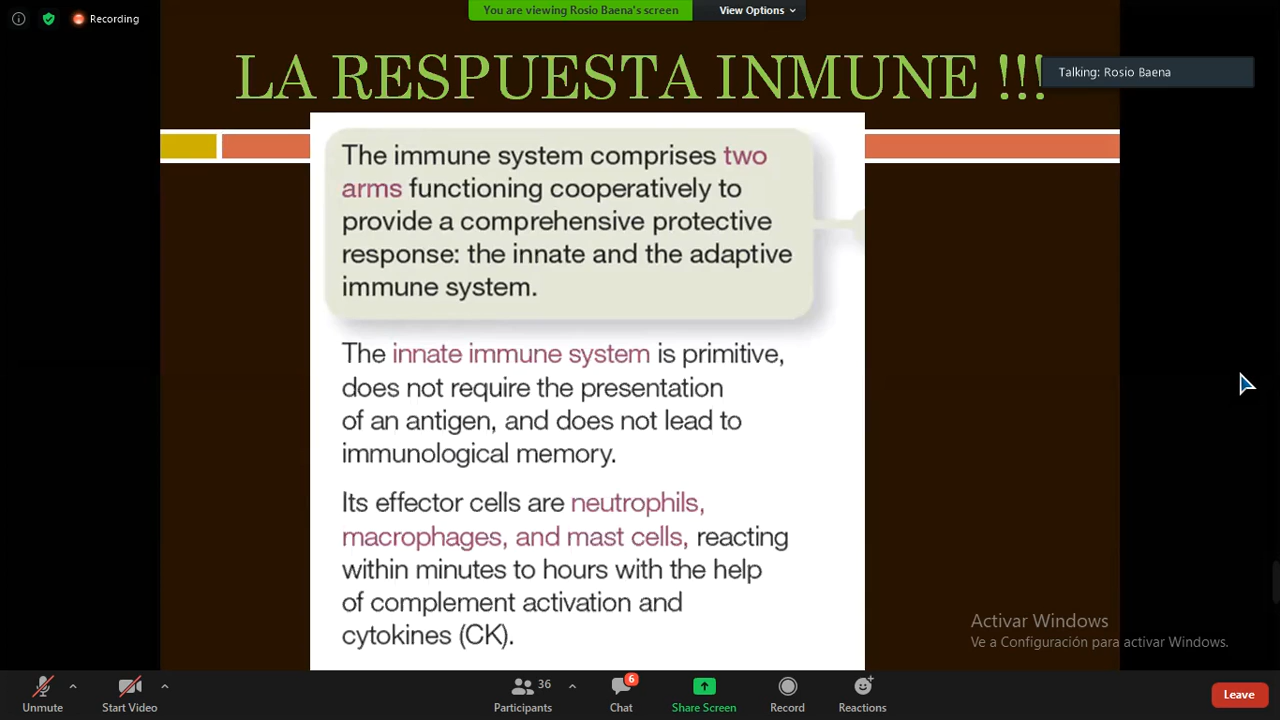 You are viewing Rosio Baena's screen
View Options
Recording
LA RESPUESTA INMUNE !!!
Talking: Rosio Baena
The immune system comprises two
arms functioning cooperatively to
provide a comprehensive protective
response: the innate and the adaptive
immune system.
The innate immune system is primitive,
does not require the presentation
of an antigen, and does not lead to
immunological memory.
Its effector cells are neutrophils,
macrophages, and mast cells, reacting
within minutes to hours with the help
of complement activation and
cytokines (CK).
Activar Windows
Ve a Configuración para activar Windows.
Unmute
Start Video
36
Participants
6
Chat
Share Screen
Record
Reactions
Leave